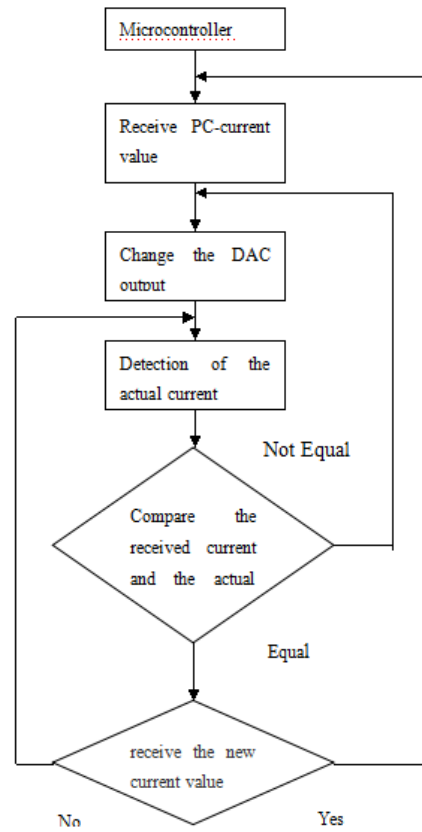 Microcontroller
Receive PC-current
value
Change the DAC
output
Detection of the
actual current
Not Equal
Compare the
received current
and the actual
Equal
receive the new
current value
No
Yes